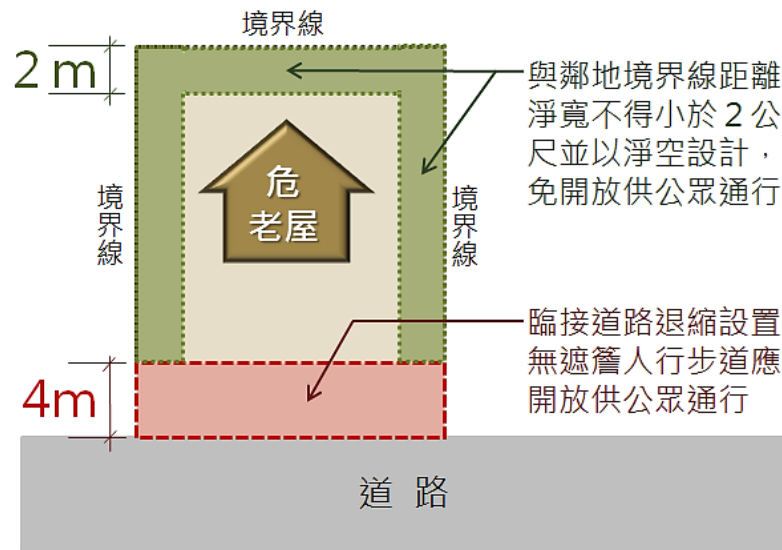 境界線
2m
與鄰地境界線距離
淨寬不得小於2公
尺並以淨空設計，
免開放供公眾通行
境界線
危
老屋
境界線
臨接道路退縮設置
無遮簷人行步道應
開放供公眾通行
4m
道路